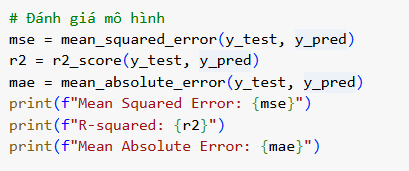 # Đánh giá mô hình
mse = mean_squared_error(y_test, y_pred)
r2 = r2_score(y_test, y_pred)
mae = mean_absolute_error(y_test, y_pred)
print(f"Mean Squared Error: {mse}")
print(f"R-squared: {r2}")
print(f"Mean Absolute Error: {mae}")